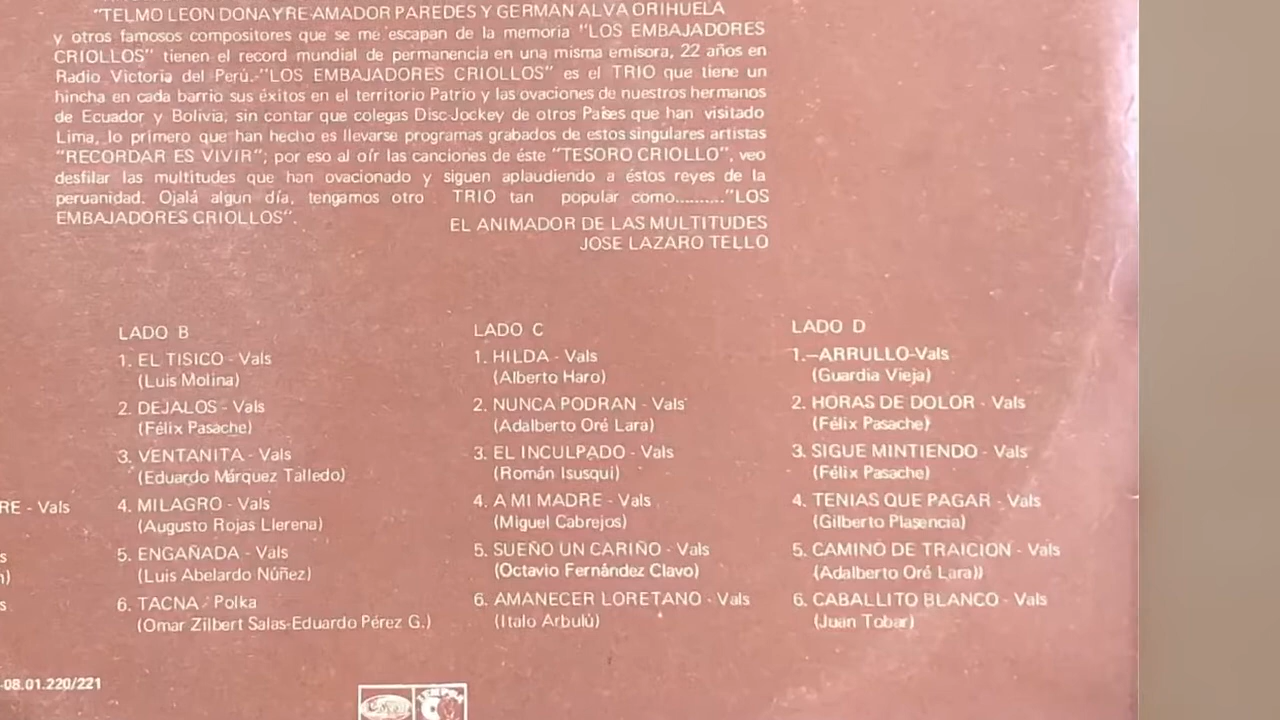 "TELMO LEON DONAYRE-AMADOR PAREDES Y GERMAN ALVA ORIHUELA
y otros famosos compositores que se me escapan de la memoria "LOS EMBAJADORES
CRIOLLOS" tienen el record mundial de permanencia en una misma emisora, 22 años en
Radio Victoria del Perú.-"LOS EMBAJADORES CRIOLLOS" es el TRIO que tiene un
hincha en cada barrio sus éxitos en el territorio Patrio y las ovaciones de nuestros hermanos
de Ecuador y Bolivia, sin contar que colegas Disc-Jockey de otros Países que han visitado
Lima, lo primero que han hecho es llevarse programas grabados de estos singulares artistas
"RECORDAR ES VIVIR"; por eso al oír las canciones de éste "TESORO CRIOLLO", veo
desfilar las multitudes que han ovacionado y siguen aplaudiendo a éstos reyes de la
peruanidad. Ojalá algun día, tengamos otro TRIO tan popular como.........."LOS
EMBAJADORES CRIOLLOS".
EL ANIMADOR DE LAS MULTITUDES
JOSE LAZARO TELLO
RE - Vals
s
n)
s
-08.01.220/221
LADO B
1. EL TISICO - Vals
(Luis Molina)
2. DEJALOS - Vals
(Félix Pasache)
3. VENTANITA - Vals
(Eduardo Márquez Talledo)
4. MILAGRO - Vals
(Augusto Rojas Llerena)
5. ENGAÑADA - Vals
(Luis Abelardo Núñez)
6. TACNA - Polka
(Omar Zilbert Salas-Eduardo Pérez G.)
LADO C
1. HILDA - Vals
(Alberto Haro)
2. NUNCA PODRAN - Vals
(Adalberto Oré Lara)
3. EL INCULPADO - Vals
(Román Isusqui)
4. A MI MADRE - Vals
(Miguel Cabrejos)
5. SUEÑO UN CARIÑO - Vals
(Octavio Fernández Clavo)
6. AMANECER LORETANO - Vals
(Italo Arbulú)
LADO D
1.—ARRULLO-Vals
(Guardia Vieja)
2. HORAS DE DOLOR - Vals
(Félix Pasache)
3. SIGUE MINTIENDO - Vals
(Félix Pasache)
4. TENIAS QUE PAGAR - Vals
(Gilberto Plasencia)
5. CAMINO DE TRAICION - Vals
(Adalberto Oré Lara))
6. CABALLITO BLANCO - Vals
(Juan Tobar)